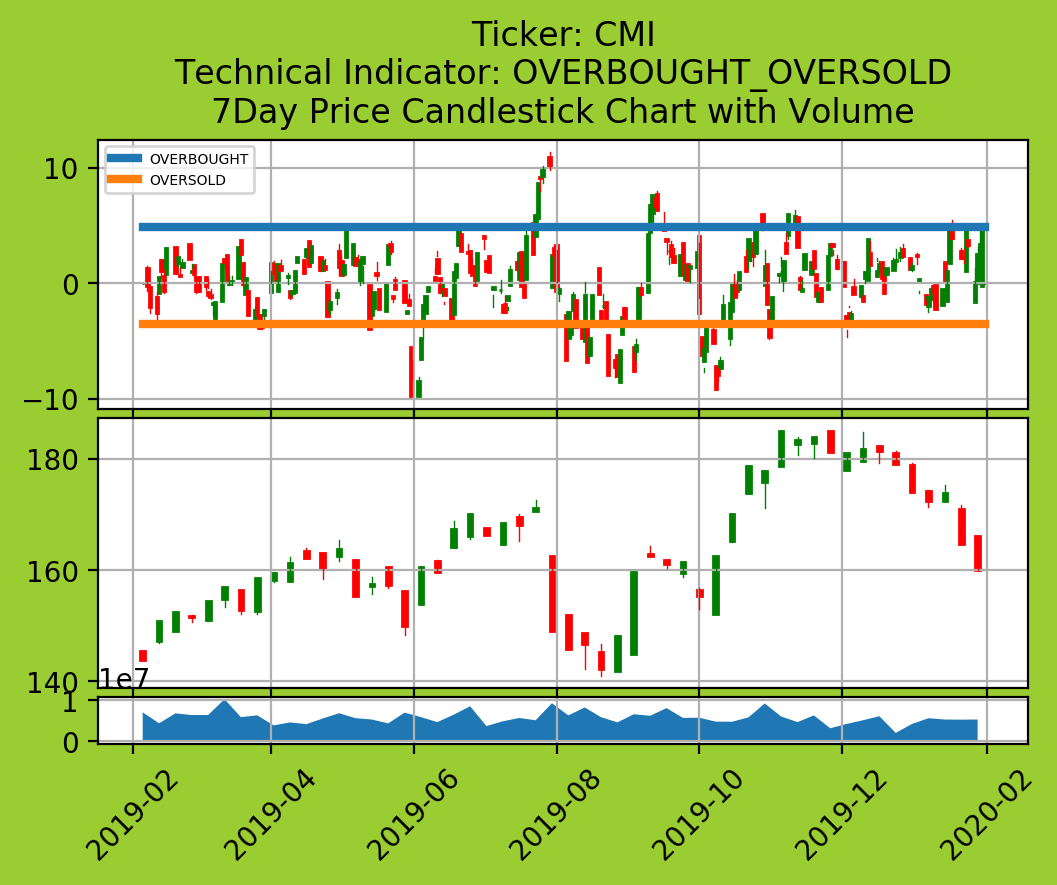 Ticker: CMI
Technical Indicator: OVERBOUGHT_OVERSOLD
7Day Price Candlestick Chart with Volume
OVERBOUGHT
OVERSOLD
10
0
−10
180
160
140
1e7
1
0
2019-02
2019-04
2019-06
2019-08
2019-10
2019-12
2020-02